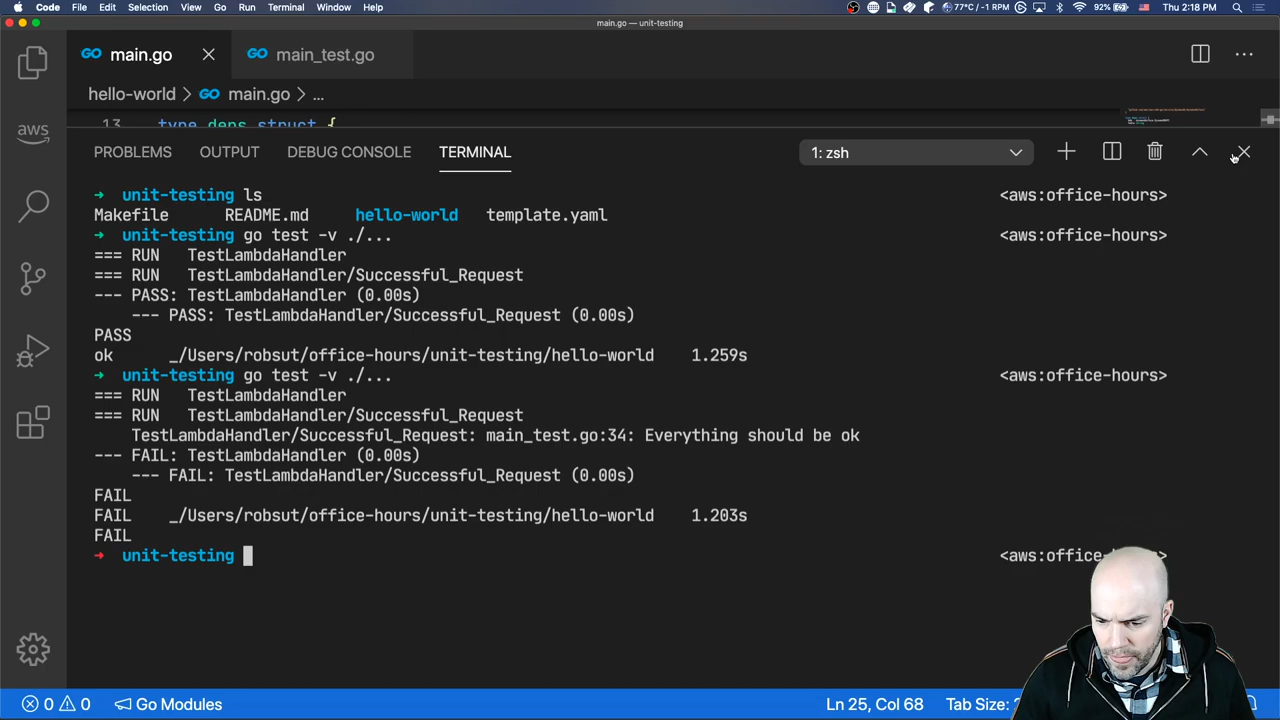 Code File Edit Selection View Go Run Terminal Window Help 77°C / -1 RPM 92% Thu 2:18 PM
main.go — unit-testing
GO main.go GO main_test.go
hello-world > GO main.go > ...
13 type deps struct {
aws
PROBLEMS OUTPUT DEBUG CONSOLE TERMINAL 1: zsh
→ unit-testing ls <aws:office-hours>
Makefile README.md hello-world template.yaml
→ unit-testing go test -v ./... <aws:office-hours>
=== RUN TestLambdaHandler
=== RUN TestLambdaHandler/Successful_Request
--- PASS: TestLambdaHandler (0.00s)
--- PASS: TestLambdaHandler/Successful_Request (0.00s)
PASS
ok _/Users/robsut/office-hours/unit-testing/hello-world 1.259s
→ unit-testing go test -v ./... <aws:office-hours>
=== RUN TestLambdaHandler
=== RUN TestLambdaHandler/Successful_Request
TestLambdaHandler/Successful_Request: main_test.go:34: Everything should be ok
--- FAIL: TestLambdaHandler (0.00s)
--- FAIL: TestLambdaHandler/Successful_Request (0.00s)
FAIL
FAIL _/Users/robsut/office-hours/unit-testing/hello-world 1.203s
FAIL
→ unit-testing <aws:office-
0 0 Go Modules Ln 25, Col 68 Tab Size: